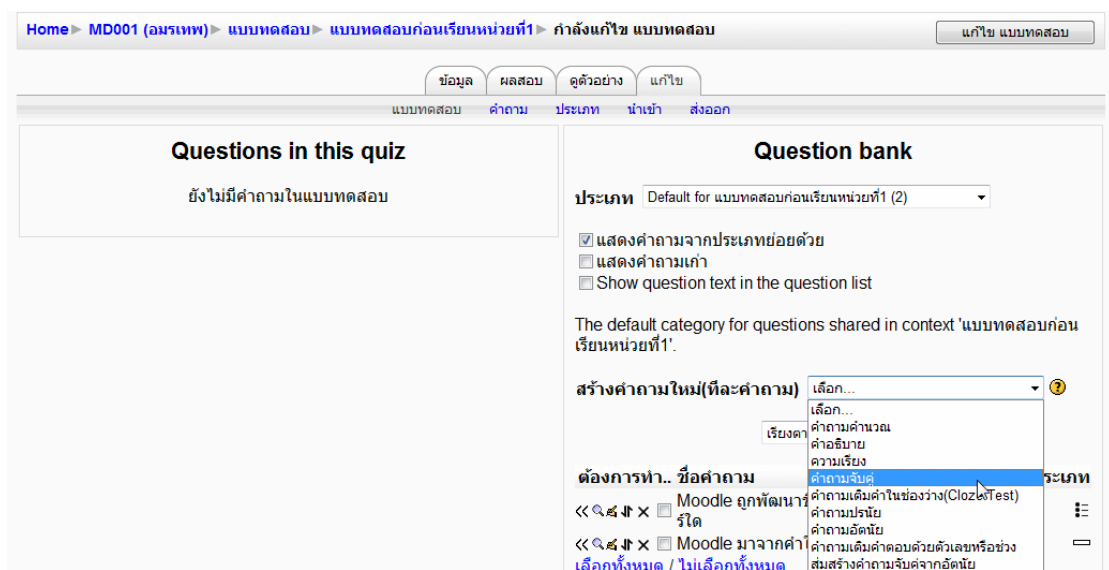 Home► MD001 (อมรเทพ)► แบบทดสอบ► แบบทดสอบก่อนเรียนหน่วยที่1► กำลังแก้ไข แบบทดสอบ
แก้ไข แบบทดสอบ
ข้อมูล ผลสอบ ดูตัวอย่าง แก้ไข
แบบทดสอบ คำถาม ประเภท นำเข้า ส่งออก
Questions in this quiz
ยังไม่มีคำถามในแบบทดสอบ
Question bank
ประเภท Default for แบบทดสอบก่อนเรียนหน่วยที่1 (2)
แสดงคำถามจากประเภทย่อยด้วย
แสดงคำถามเก่า
Show question text in the question list
The default category for questions shared in context 'แบบทดสอบก่อน
เรียนหน่วยที่1'.
สร้างคำถามใหม่(ทีละคำถาม) เลือก...
เลือก...
คำถามคำนวณ
คำอธิบาย
ความเรียง
คำถามจับคู่
คำถามเติมคำในช่องว่าง(ClozeTest)
คำถามปรนัย
คำถามอัตนัย
คำถามเติมคำตอบด้วยตัวเลขหรือช่วง
สุ่มสร้างคำถามจับคู่จากอัตนัย
เรียงตา
ต้องการทำ.. ชื่อคำถาม ระเภท
Moodle ถูกพัฒนา
ร์ใด
Moodle มาจากคำ
เลือกทั้งหมด / ไม่เลือกทั้งหมด